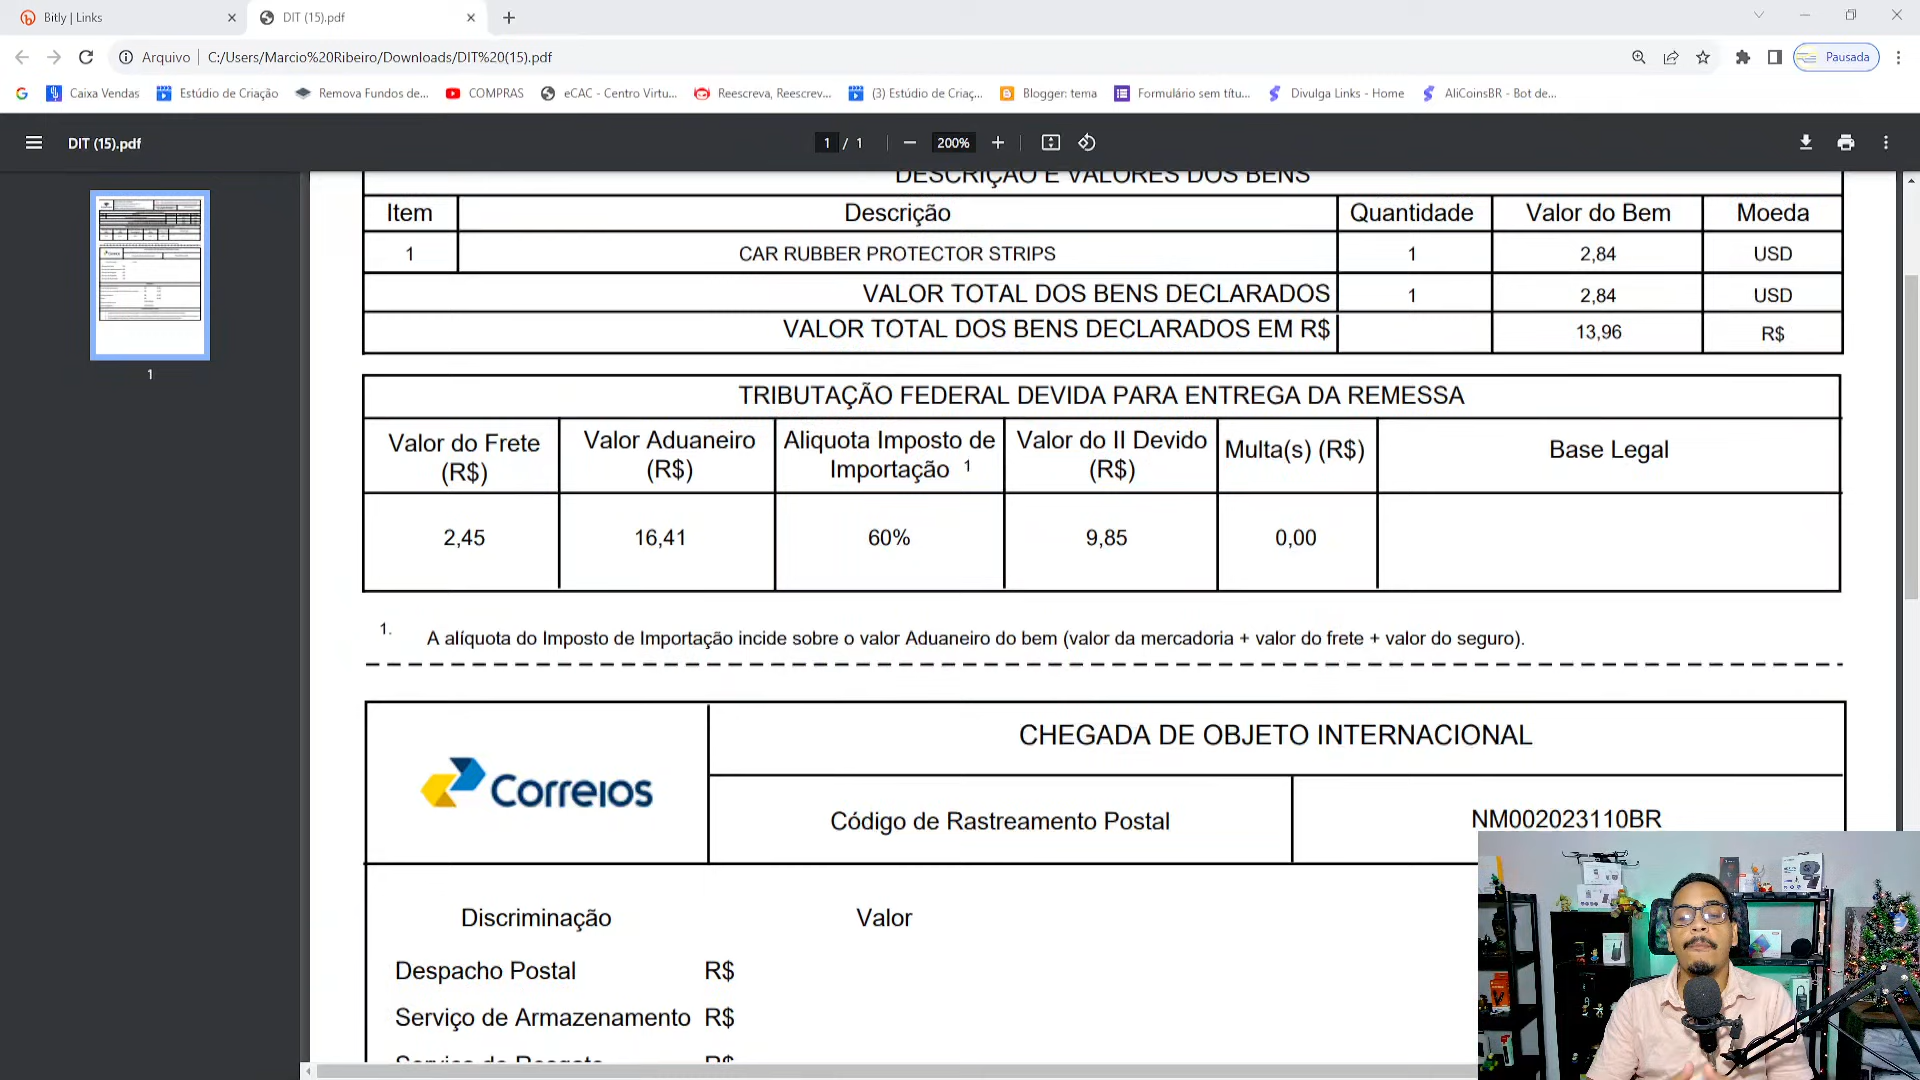 Bitly | Links
DIT (15).pdf
Arquivo
C:/Users/Marcio%20Ribeiro/Downloads/DIT%20(15).pdf
Pausada
Caixa Vendas
Estúdio de Criação
Remova Fundos de...
COMPRAS
eCAC - Centro Virtu...
Reescreva, Reescrev...
(3) Estúdio de Criaç...
Blogger: tema
Formulário sem títu...
Divulga Links - Home
AliCoinsBR - Bot de...
DIT (15).pdf
1 / 1
200%
1
DESCRIÇÃO E VALORES DOS BENS
Item Descrição Quantidade Valor do Bem Moeda
1 CAR RUBBER PROTECTOR STRIPS 1 2,84 USD
VALOR TOTAL DOS BENS DECLARADOS 1 2,84 USD
VALOR TOTAL DOS BENS DECLARADOS EM R$ 13,96 R$
TRIBUTAÇÃO FEDERAL DEVIDA PARA ENTREGA DA REMESSA
Valor do Frete (R$)
Valor Aduaneiro (R$)
Aliquota Imposto de Importação 1
Valor do II Devido (R$)
Multa(s) (R$)
Base Legal
2,45 16,41 60% 9,85 0,00
1. A alíquota do Imposto de Importação incide sobre o valor Aduaneiro do bem (valor da mercadoria + valor do frete + valor do seguro).
Correios
CHEGADA DE OBJETO INTERNACIONAL
Código de Rastreamento Postal
NM002023110BR
Discriminação Valor
Despacho Postal R$
Serviço de Armazenamento R$